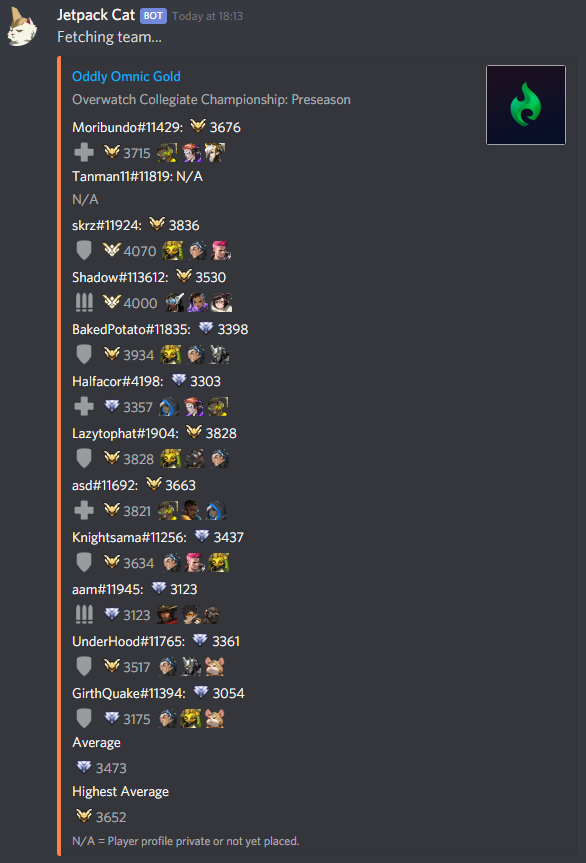 Jetpack Cat BOT Today at 18:13
Fetching team...
Oddly Omnic Gold
Overwatch Collegiate Championship: Preseason
Moribundo#11429: 3676
3715
Tanman11#11819: N/A
N/A
skrz#11924: 3836
4070
Shadow#113612: 3530
4000
BakedPotato#11835: 3398
3934
Halfacor#4198: 3303
3357
Lazytophat#1904: 3828
3828
asd#11692: 3663
3821
Knightsama#11256: 3437
3634
aam#11945: 3123
3123
UnderHood#11765: 3361
3517
GirthQuake#11394: 3054
3175
Average
3473
Highest Average
3652
N/A = Player profile private or not yet placed.